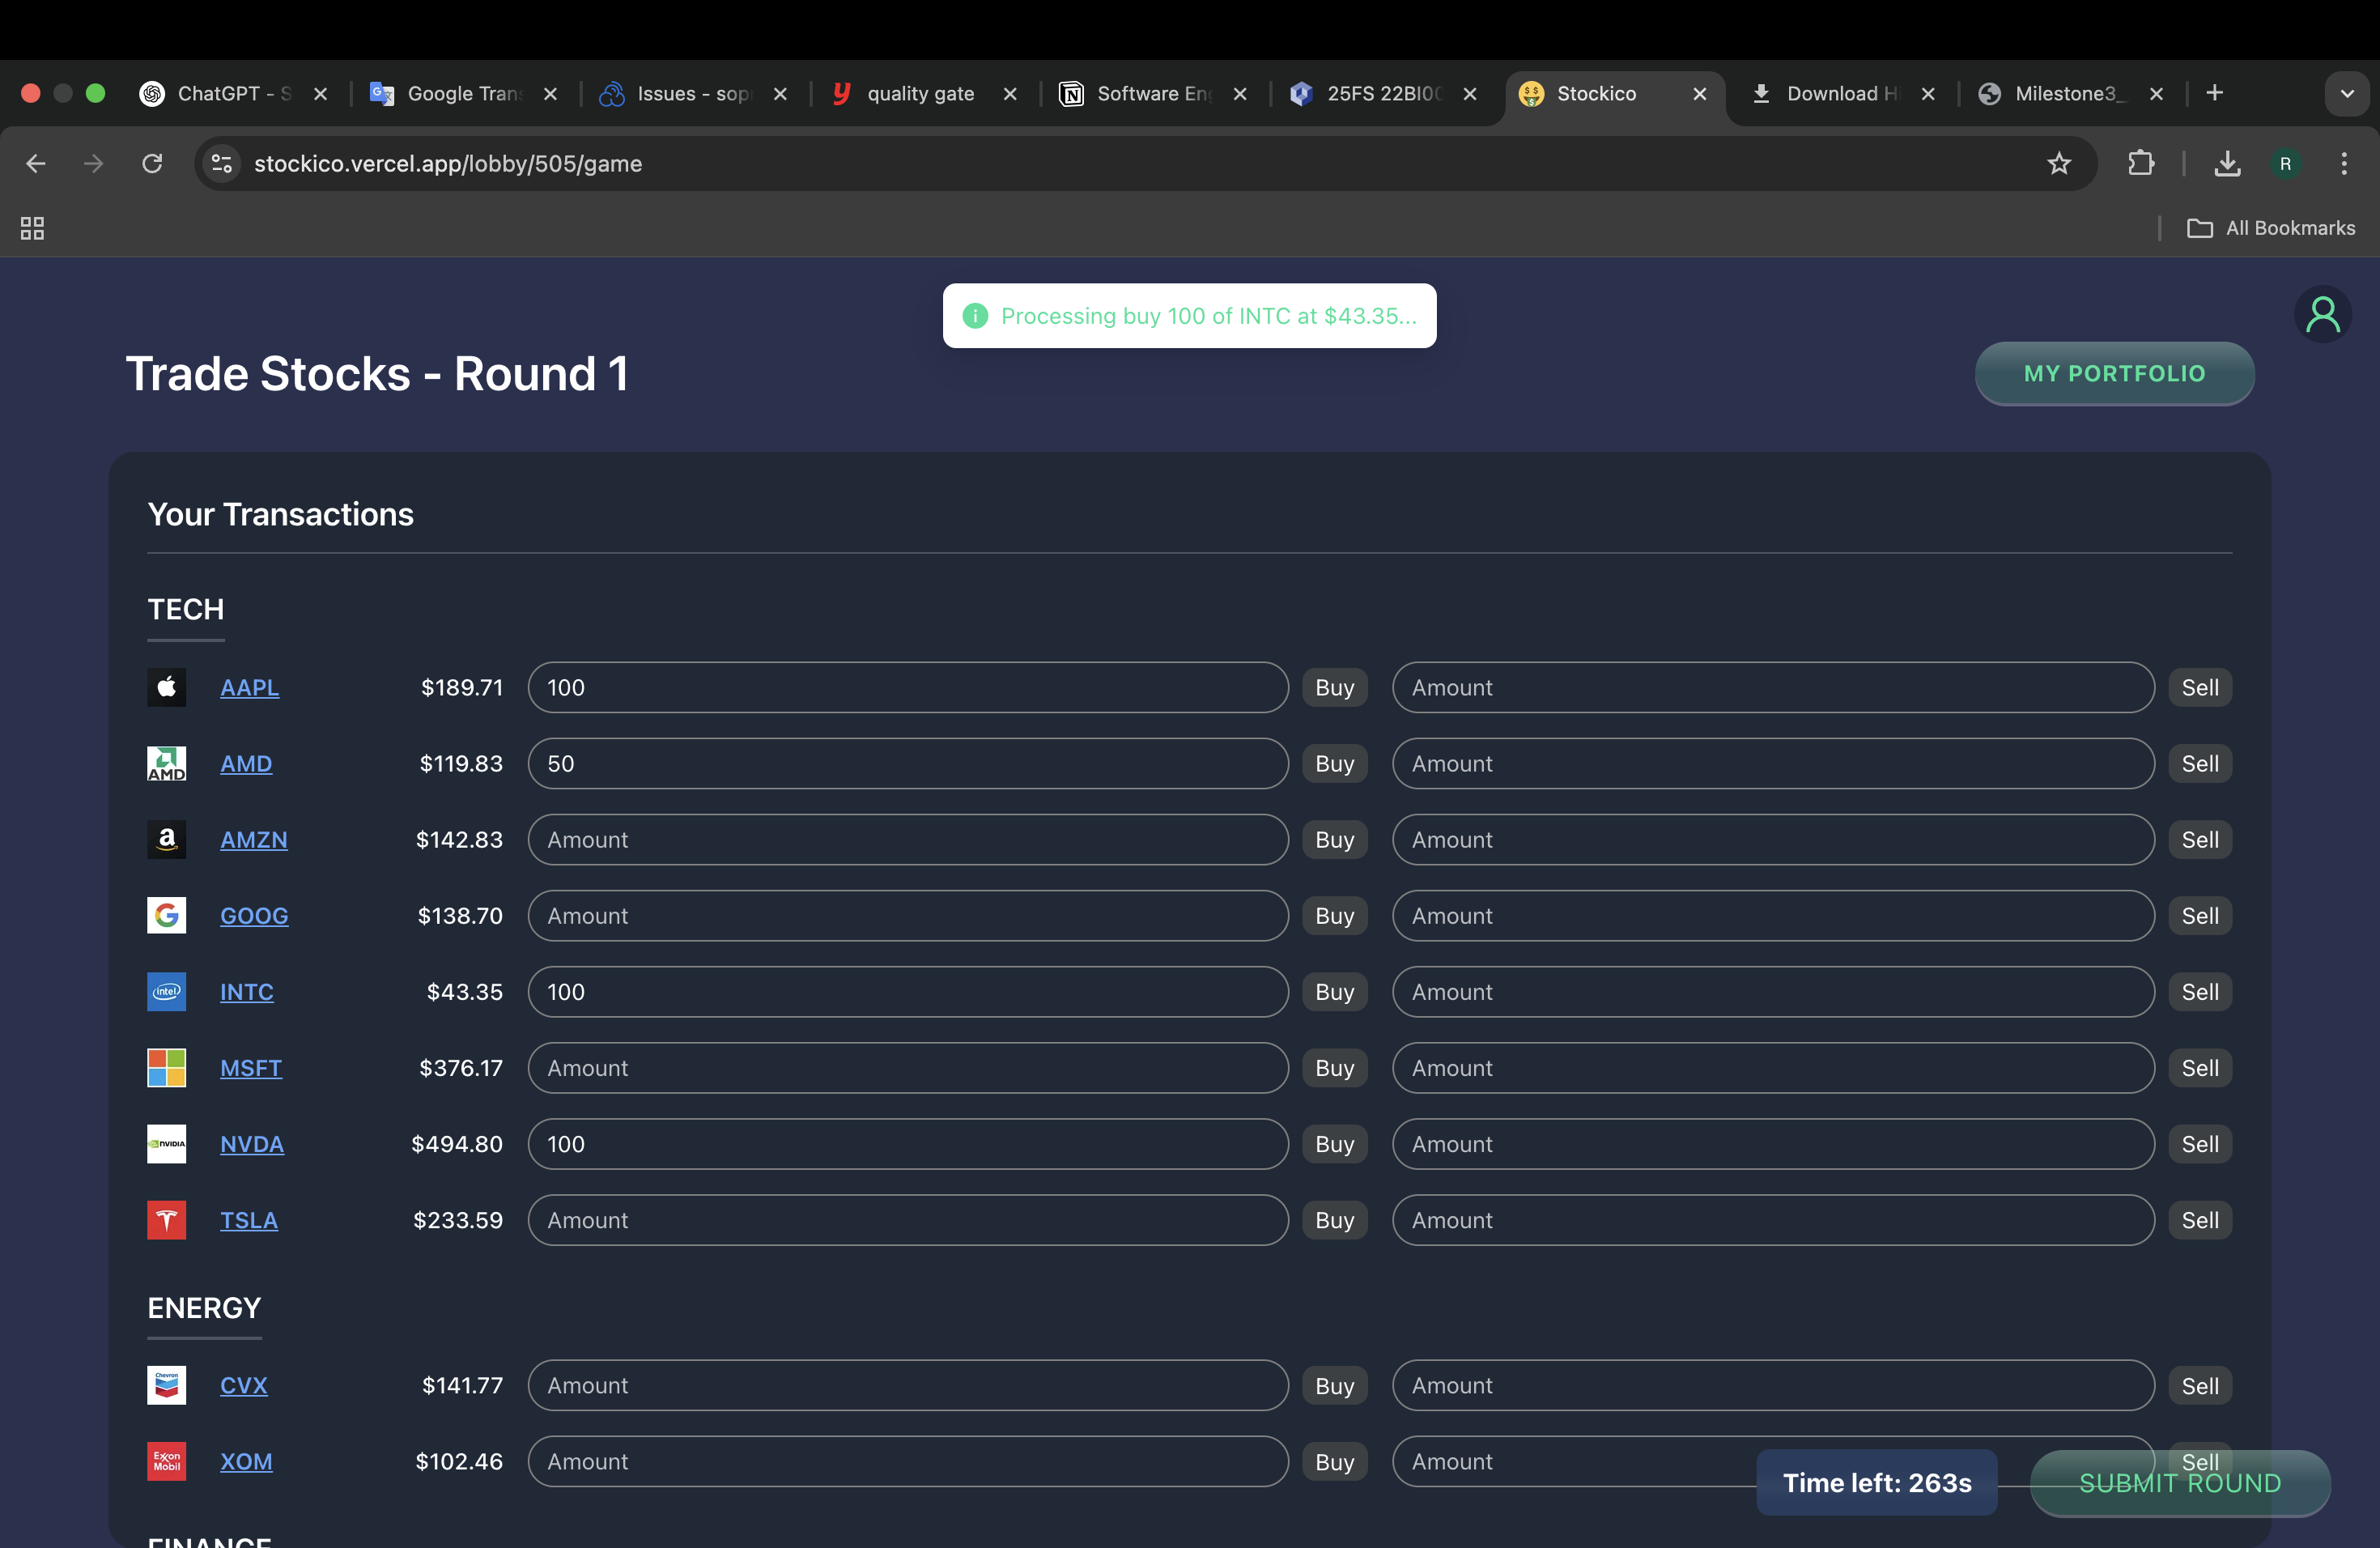 ChatGPT - S
Google Trans
Issues - sop
quality gate
Software Eng
25FS 22BI00
Stockico
Download H
Milestone3_
stockico.vercel.app/lobby/505/game
R
All Bookmarks
Processing buy 100 of INTC at $43.35...
Trade Stocks - Round 1
MY PORTFOLIO
Your Transactions
TECH
AAPL $189.71 100 Buy Amount Sell
AMD AMD $119.83 50 Buy Amount Sell
AMZN $142.83 Amount Buy Amount Sell
GOOG $138.70 Amount Buy Amount Sell
intel INTC $43.35 100 Buy Amount Sell
MSFT $376.17 Amount Buy Amount Sell
NVIDIA NVDA $494.80 100 Buy Amount Sell
TSLA $233.59 Amount Buy Amount Sell
ENERGY
Chevron CVX $141.77 Amount Buy Amount Sell
Exxon Mobil XOM $102.46 Amount Buy Amount Sell
Time left: 263s
SUBMIT ROUND
FINANCE